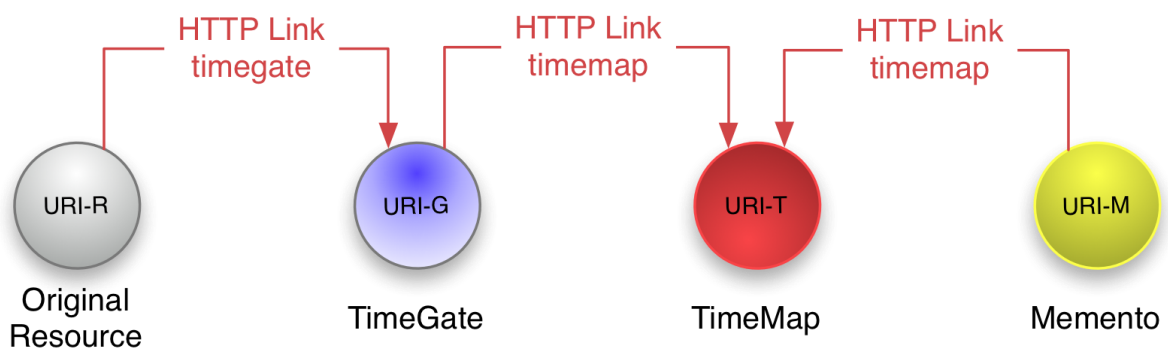 HTTP Link
timegate
HTTP Link
timemap
HTTP Link
timemap
URI-R
URI-G
URI-T
URI-M
Original
Resource
TimeGate
TimeMap
Memento